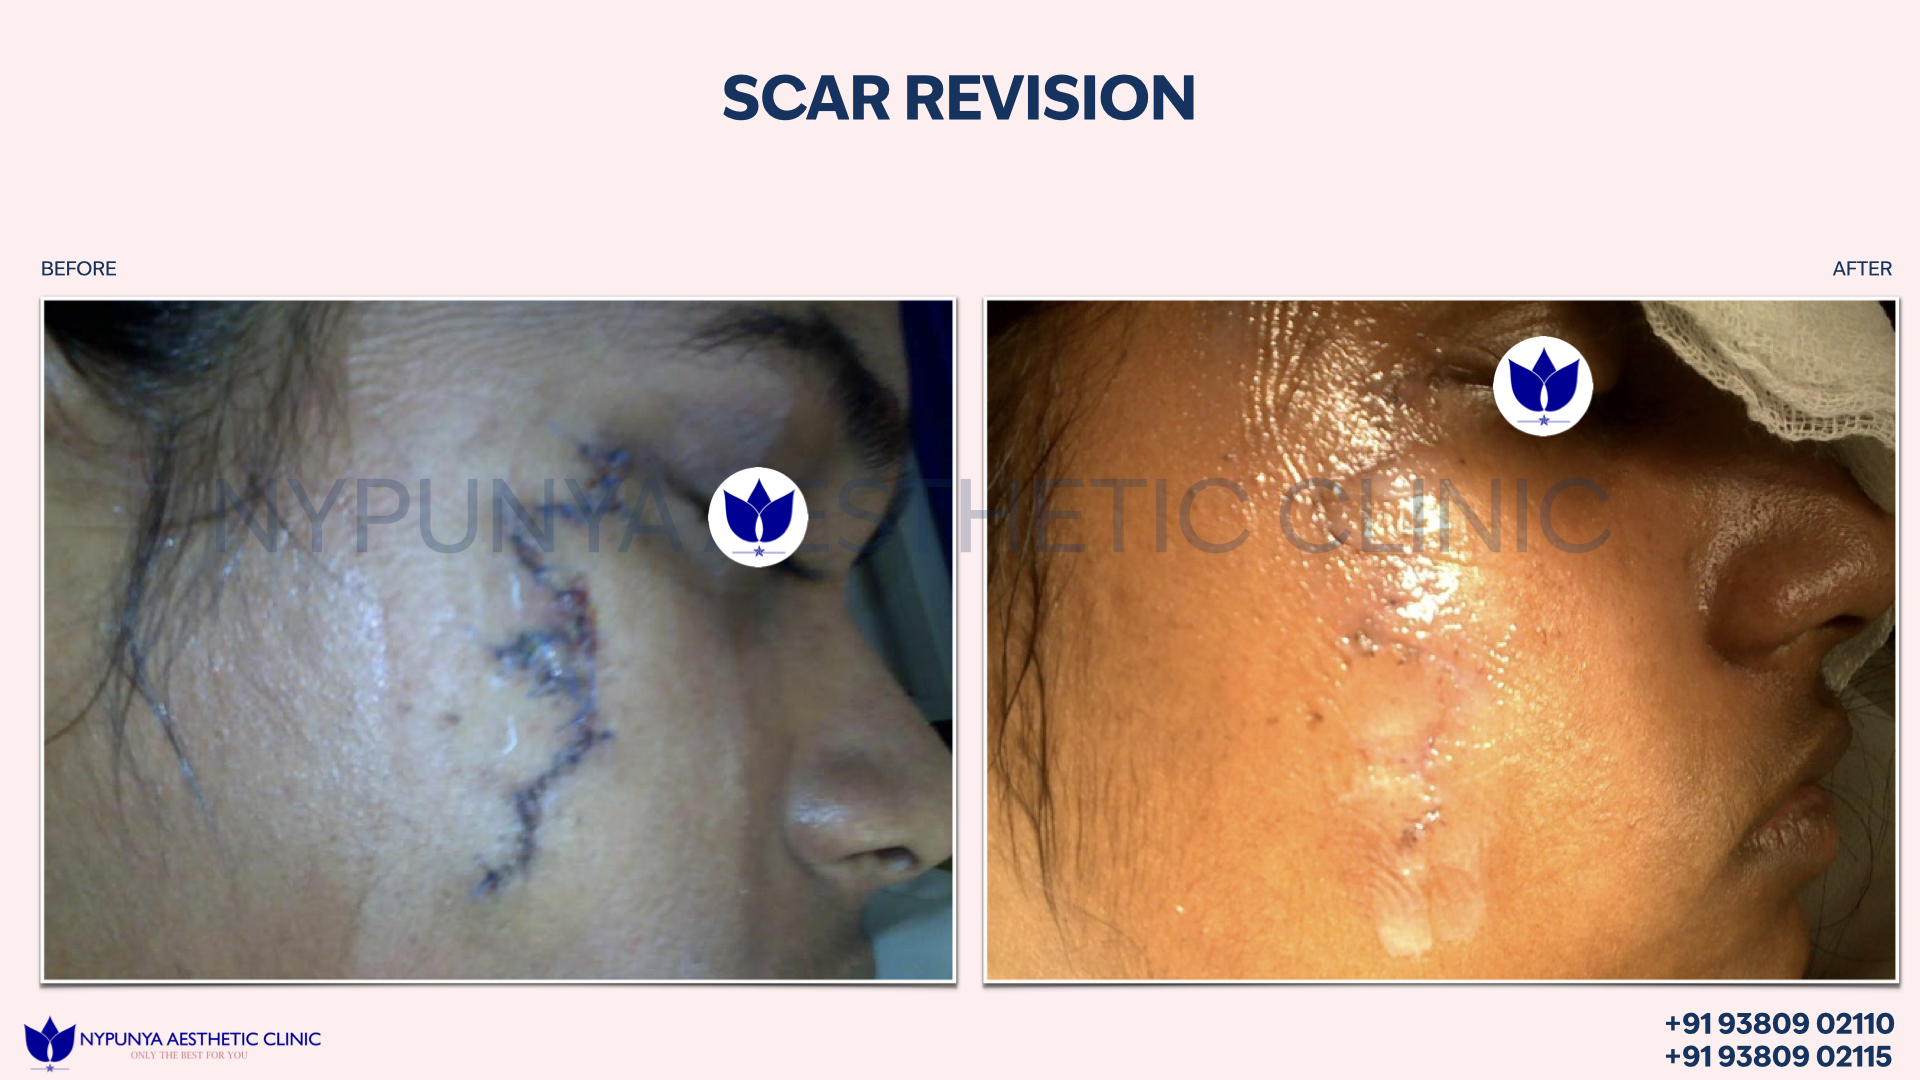 SCAR REVISION
BEFORE
AFTER
NYPUNYA AESTHETIC CLINIC
NYPUNYA AESTHETIC CLINIC
ONLY THE BEST FOR YOU
+91 93809 02110
+91 93809 02115